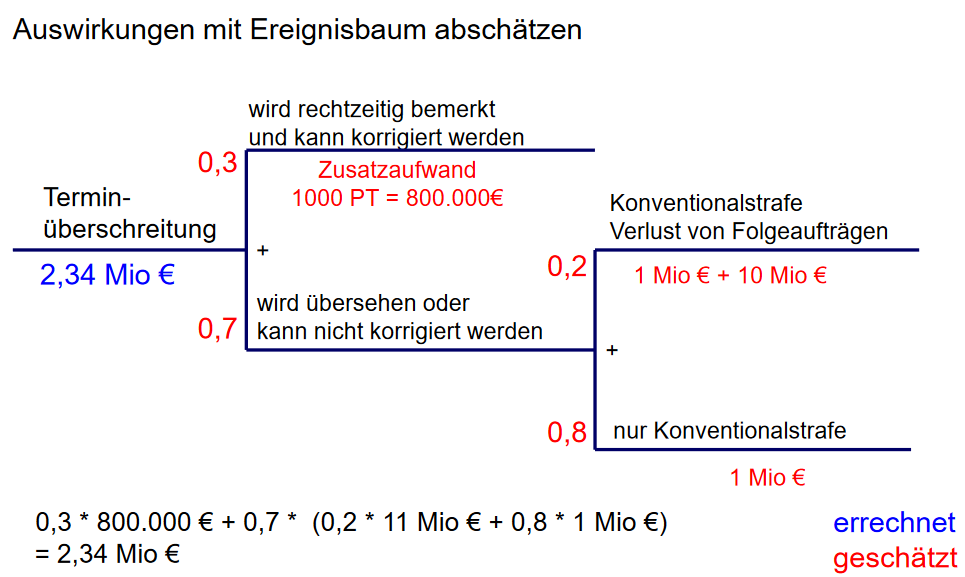 Auswirkungen mit Ereignisbaum abschätzen
wird rechtzeitig bemerkt
und kann korrigiert werden
0,3
Zusatzaufwand
1000 PT = 800.000€
Termin-
überschreitung
2,34 Mio €
+
0,7
wird übersehen oder
kann nicht korrigiert werden
Konventionalstrafe
Verlust von Folgeaufträgen
0,2
1 Mio € + 10 Mio €
+
0,8
nur Konventionalstrafe
1 Mio €
0,3 * 800.000 € + 0,7 * (0,2 * 11 Mio € + 0,8 * 1 Mio €)
= 2,34 Mio €
errechnet
geschätzt